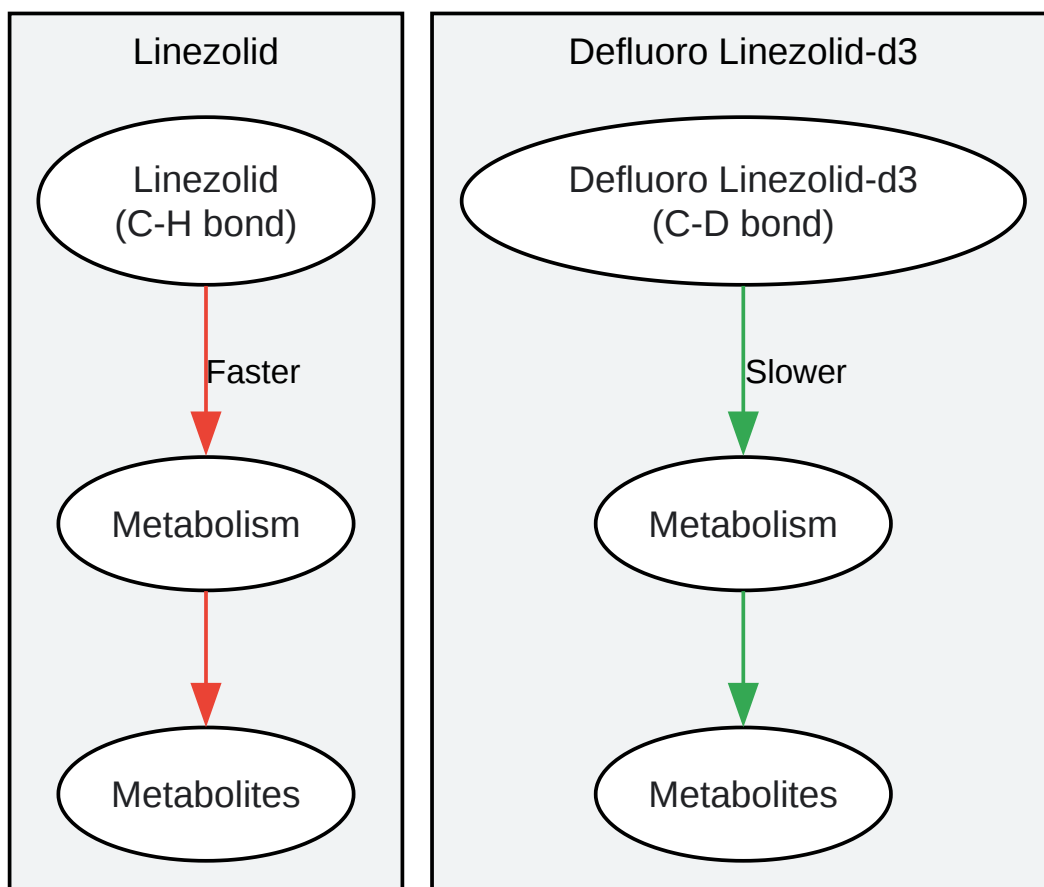 Linezolid
Linezolid
(C-H bond)
Faster
Metabolism
Metabolites
Defluoro Linezolid-d3
Defluoro Linezolid-d3
(C-D bond)
Slower
Metabolism
Metabolites